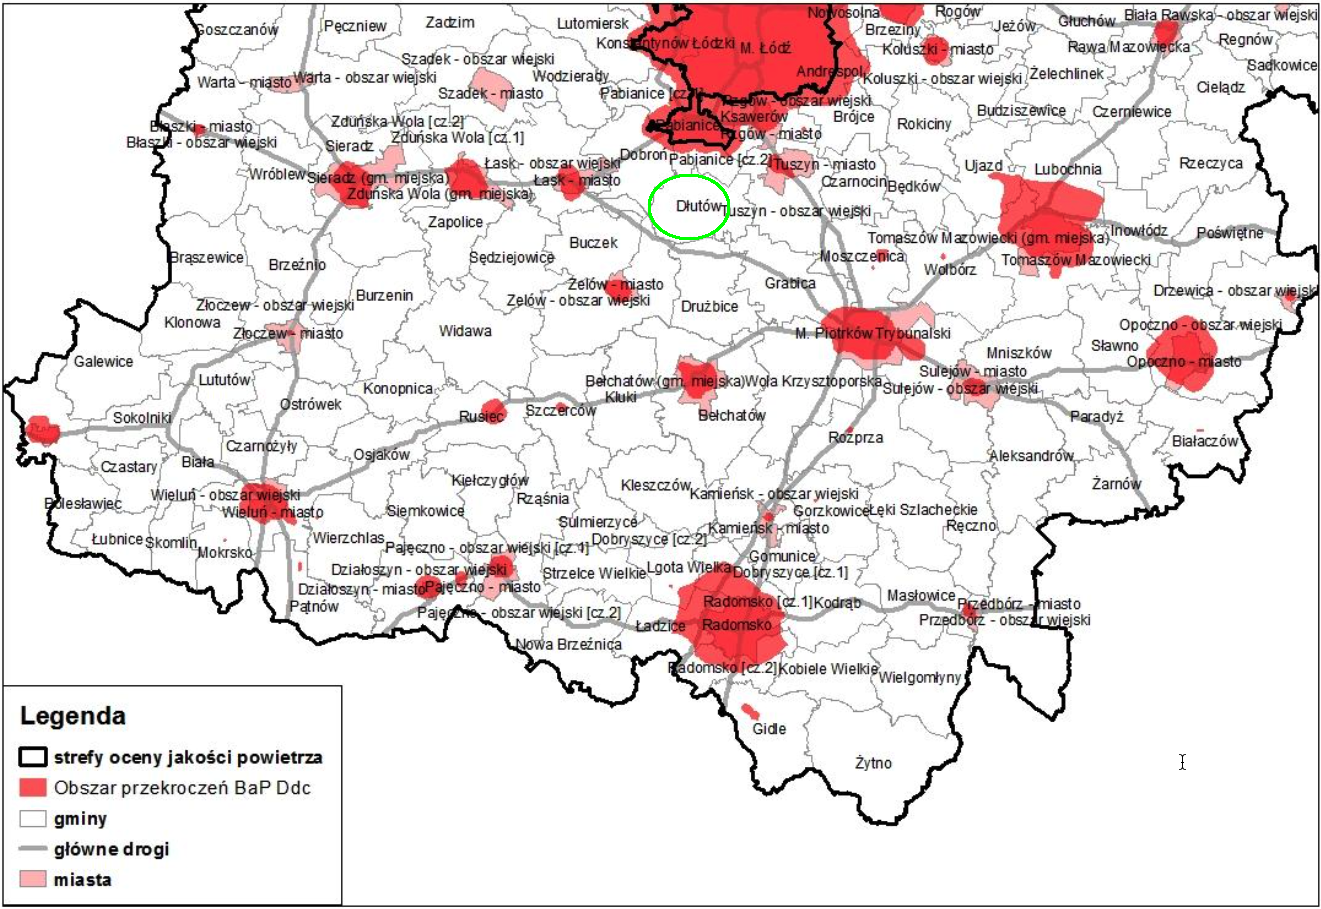 Goszczanów
Pęczniew
Zadzim
Lutomiersk
Nowosolna
Rogów
Brzeziny
Jeżów
Głuchów
Biała Rawska - obszar wiejski
Konstantynów Łódzki
M. Łódź
Koluszki - miasto
Rawa Mazowiecka
Regnów
Sadkowice
Szadek - obszar wiejski
Warta - miasto
Warta - obszar wiejski
Wodzierady
Andrespol
Koluszki - obszar wiejski
Żelechlinek
Cielądz
Szadek - miasto
Rzgów - obszar wiejski
Ksawerów
Brójce
Rokiciny
Budziszewice
Czerniewice
Błaszki - miasto
Błaszki - obszar wiejski
Zduńska Wola [cz.2]
Zduńska Wola [cz.1]
Pabianice
Rzgów - miasto
Sieradz
Łask - obszar wiejski
Dobroń
Pabianice [cz.2]
Tuszyn - miasto
Ujazd
Lubochnia
Rzeczyca
Wróblew
Sieradz (gm. miejska)
Zduńska Wola (gm. miejska)
Łask - miasto
Czarnocin
Będków
Zapolice
Dłutów
Tuszyn - obszar wiejski
Buczek
Tomaszów Mazowiecki (gm. miejska)
Inowłódz
Poświętne
Brąszewice
Brzeźnio
Sędziejowice
Moszczenica
Wolbórz
Tomaszów Mazowiecki
Burzenin
Zelów - miasto
Zelów - obszar wiejski
Grabica
Drzewica - obszar wiejski
Złoczew - obszar wiejski
Drużbice
Klonowa
Złoczew - miasto
Widawa
M. Piotrków Trybunalski
Opoczno - obszar wiejski
Sławno
Galewice
Mniszków
Opoczno - miasto
Lututów
Konopnica
Bełchatów (gm. miejska)
Wola Krzysztoporska
Sulejów - miasto
Sulejów - obszar wiejski
Kluki
Ostrówek
Sokolniki
Rusiec
Szczerców
Bełchatów
Paradyż
Czarnożyły
Rozprza
Białaczów
Osjaków
Aleksandrów
Czastary
Biała
Kiełczygłów
Kleszczów
Żarnów
Bolesławiec
Wieluń - obszar wiejski
Wieluń - miasto
Rząśnia
Kamieńsk - obszar wiejski
Siemkowice
Gorzkowice
Łęki Szlacheckie
Ręczno
Sulmierzyce
Kamieńsk - miasto
Łubnice
Skomlin
Mokrsko
Wierzchlas
Dobryszyce [cz.2]
Pajęczno - obszar wiejski [cz.1]
Gomunice
Działoszyn - obszar wiejski
Strzelce Wielkie
Lgota Wielka
Dobryszyce [cz.1]
Działoszyn - miasto
Pajęczno - miasto
Pątnów
Radomsko [cz.1]
Kodrąb
Masłowice
Przedbórz - miasto
Pajęczno - obszar wiejski [cz.2]
Ładzice
Radomsko
Przedbórz - obszar wiejski
Nowa Brzeźnica
Radomsko [cz.2]
Kobiele Wielkie
Wielgomłyny
Gidle
Żytno
Legenda
strefy oceny jakości powietrza
Obszar przekroczeń BaP Ddc
gminy
główne drogi
miasta